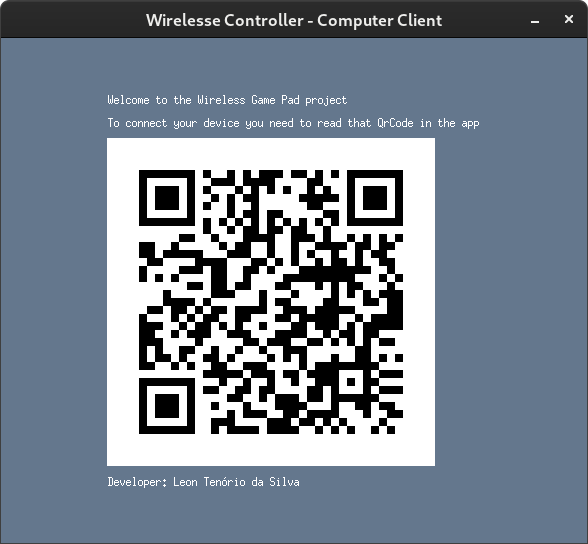 Wirelesse Controller - Computer Client
Welcome to the Wireless Game Pad project
To connect your device you need to read that QrCode in the app
Developer: Leon Tenório da Silva